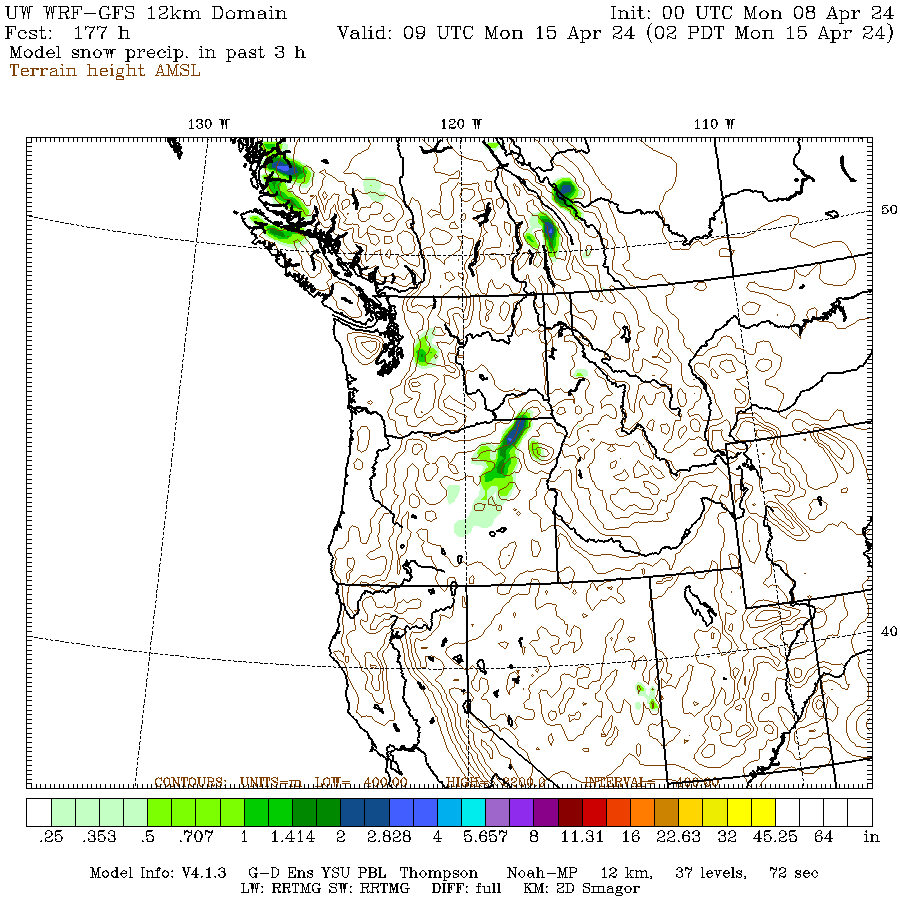 UW WRF-GFS 12km Domain Init: 00 UTC Mon 08 Apr 24
Fcst: 177 h Valid: 09 UTC Mon 15 Apr 24 (02 PDT Mon 15 Apr 24)
Model snow precip. in past 3 h
Terrain height AMSL
130 W 120 W 110 W
50
40
CONTOURS: UNITS=m LOW= 400.00 HIGH= 3200.0 INTERVAL= 400.00
.25 .353 .5 .707 1 1.414 2 2.828 4 5.657 8 11.31 16 22.63 32 45.25 64 in
Model Info: V4.1.3 G-D Ens YSU PBL Thompson Noah-MP 12 km, 37 levels, 72 sec
LW: RRTMG SW: RRTMG DIFF: full KM: 2D Smagor